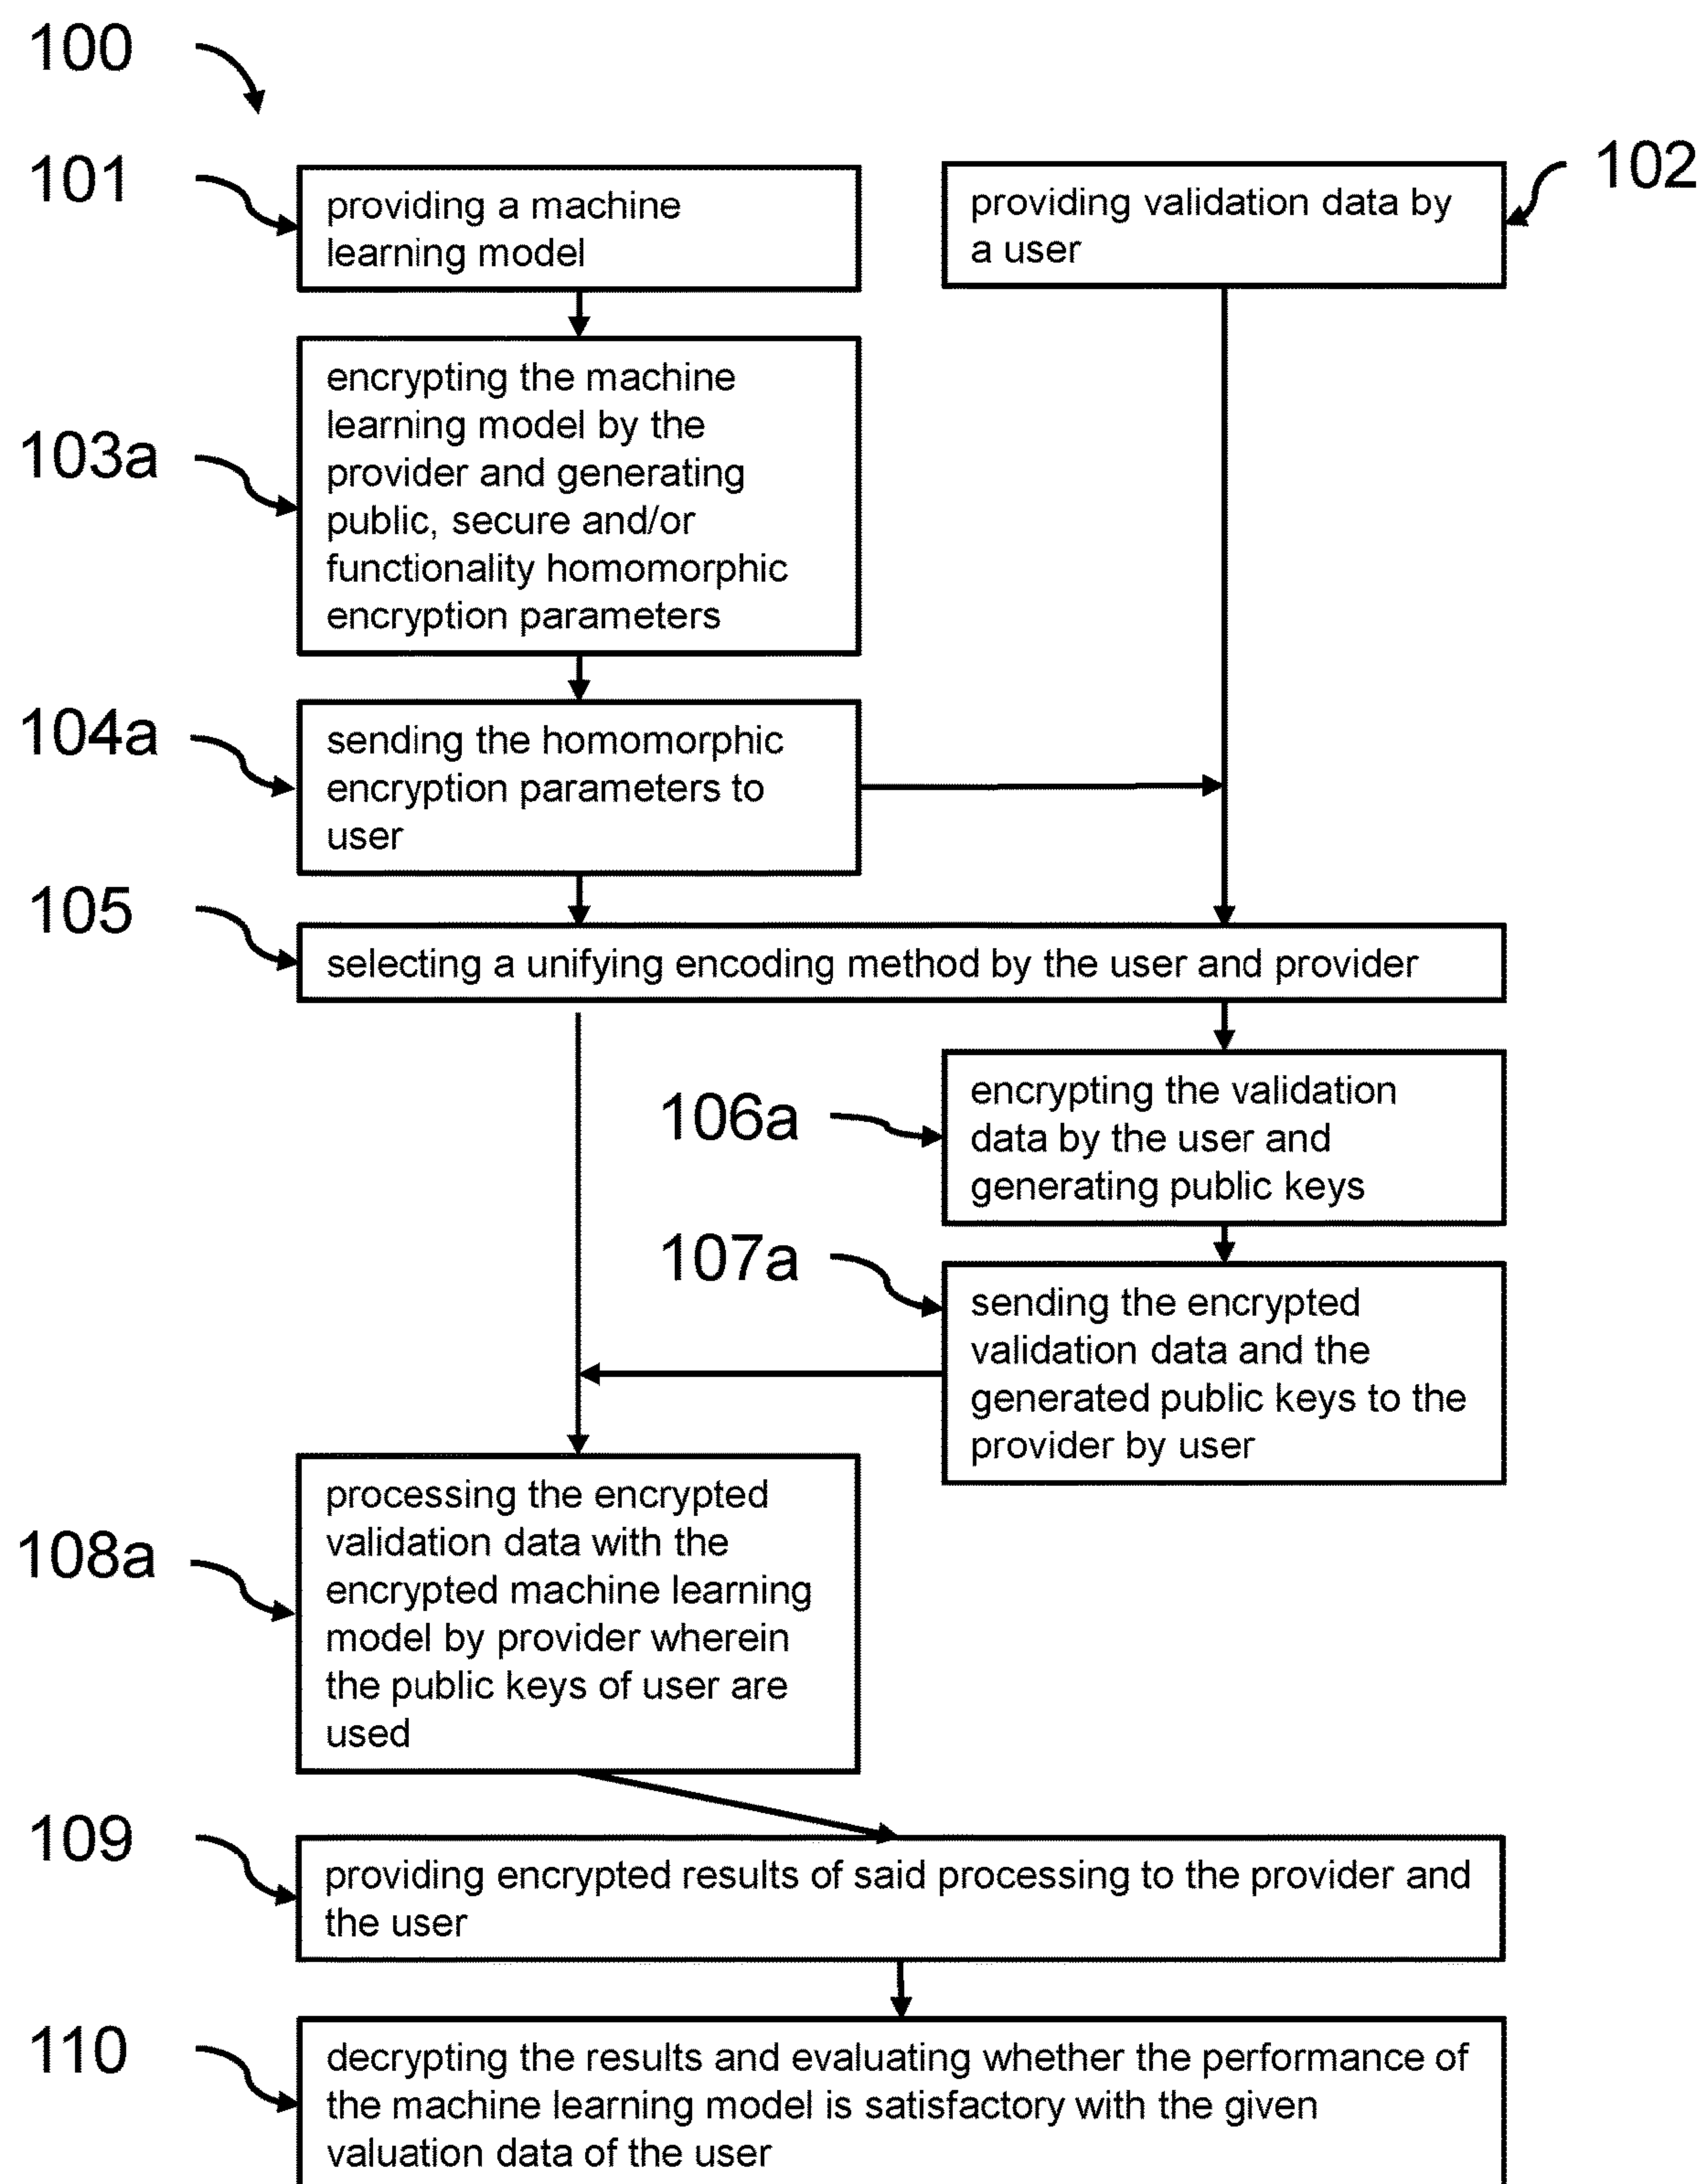 100
101
providing a machine
learning model
102
providing validation data by
a user
103a
encrypting the machine
learning model by the
provider and generating
public, secure and/or
functionality homomorphic
encryption parameters
104a
sending the homomorphic
encryption parameters to
user
105
selecting a unifying encoding method by the user and provider
106a
encrypting the validation
data by the user and
generating public keys
107a
sending the encrypted
validation data and the
generated public keys to the
provider by user
108a
processing the encrypted
validation data with the
encrypted machine learning
model by provider wherein
the public keys of user are
used
109
providing encrypted results of said processing to the provider and
the user
110
decrypting the results and evaluating whether the performance of
the machine learning model is satisfactory with the given
valuation data of the user